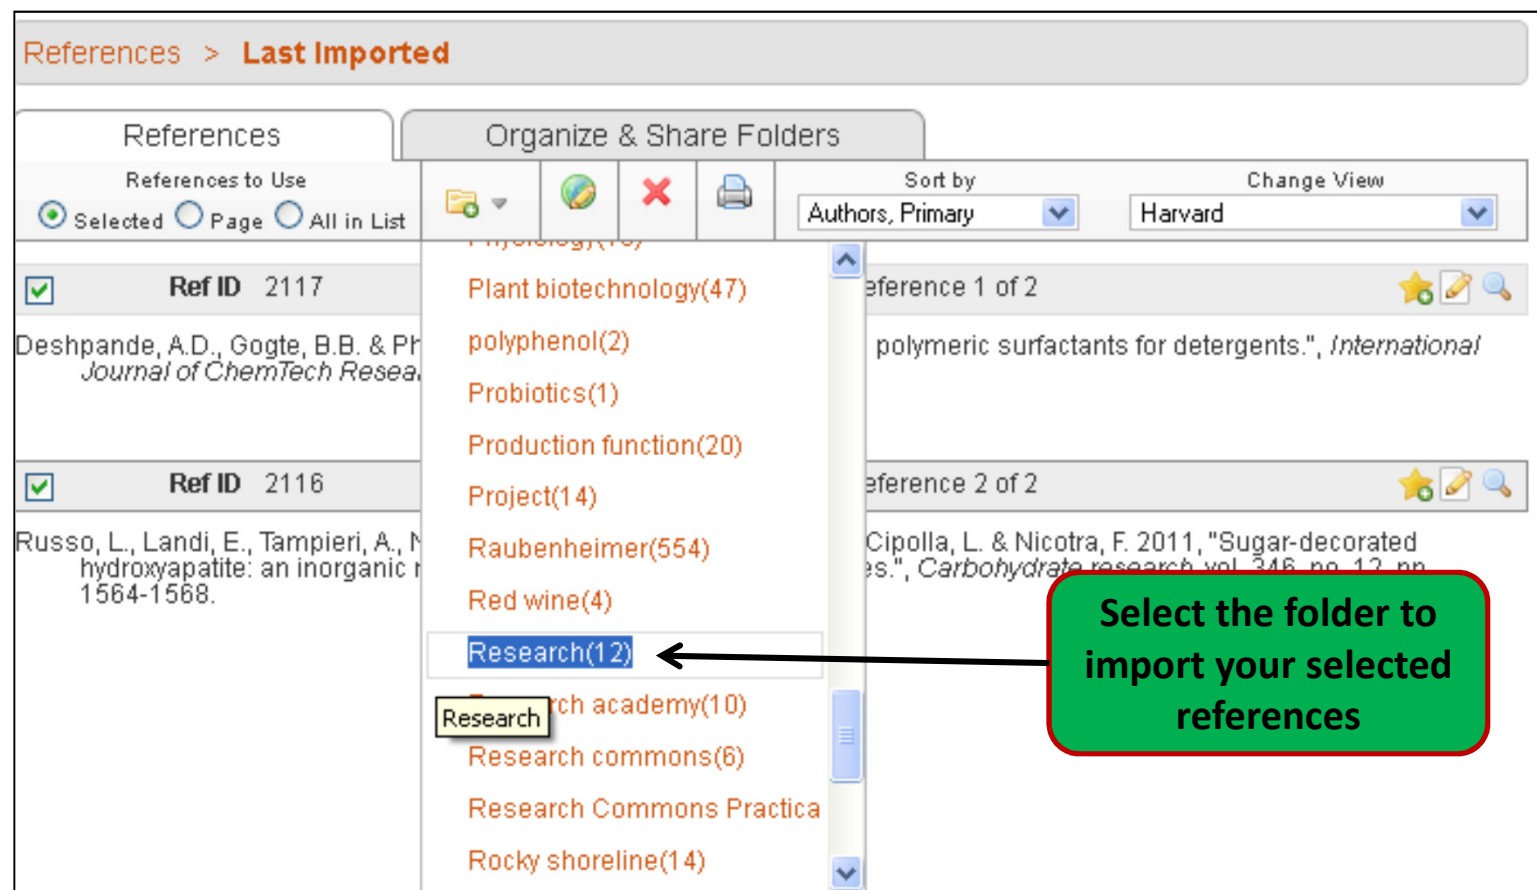 References > Last Imported
References
Organize & Share Folders
References to Use
Selected Page All in List
Sort by
Authors, Primary
Change View
Harvard
Ref ID 2117
eference 1 of 2
Deshpande, A.D., Gogte, B.B. & Ph
polymeric surfactants for detergents.", International
Journal of ChemTech Resea
Ref ID 2116
eference 2 of 2
Russo, L., Landi, E., Tampieri, A., N
Cipolla, L. & Nicotra, F. 2011, "Sugar-decorated
hydroxyapatite: an inorganic
es.", Carbohydrate research, vol. 346, no. 12, pp.
1564-1568.
Plant biotechnology(47)
polyphenol(2)
Probiotics(1)
Production function(20)
Project(14)
Raubenheimer(554)
Red wine(4)
Research(12)
rch academy(10)
Research
Research commons(6)
Research Commons Practica
Rocky shoreline(14)
Select the folder to
import your selected
references